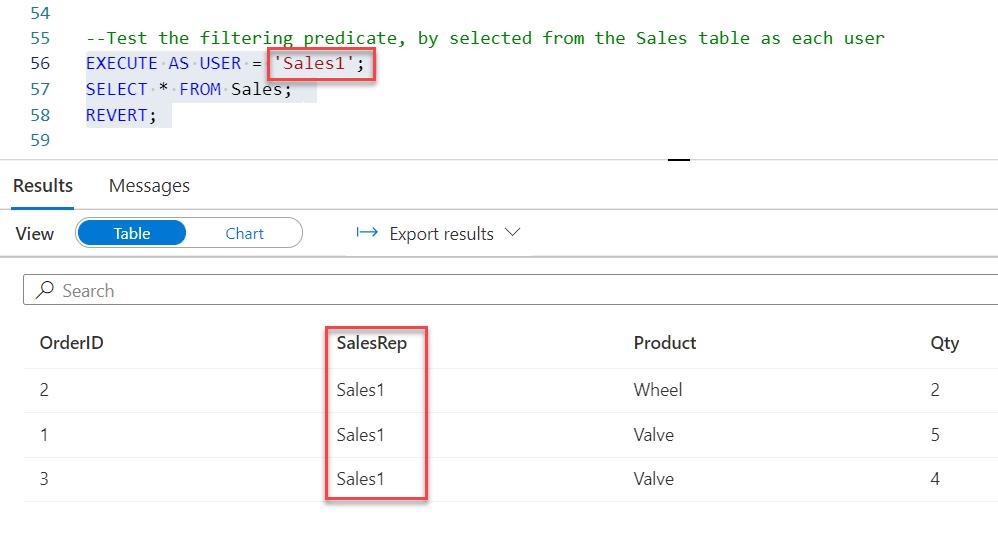 54
55 --Test the filtering predicate, by selected from the Sales table as each user
56 EXECUTE AS USER = 'Sales1';
57 SELECT * FROM Sales;
58 REVERT;
59
Results Messages
View Table Chart Export results
Search
OrderID SalesRep Product Qty
2 Sales1 Wheel 2
1 Sales1 Valve 5
3 Sales1 Valve 4